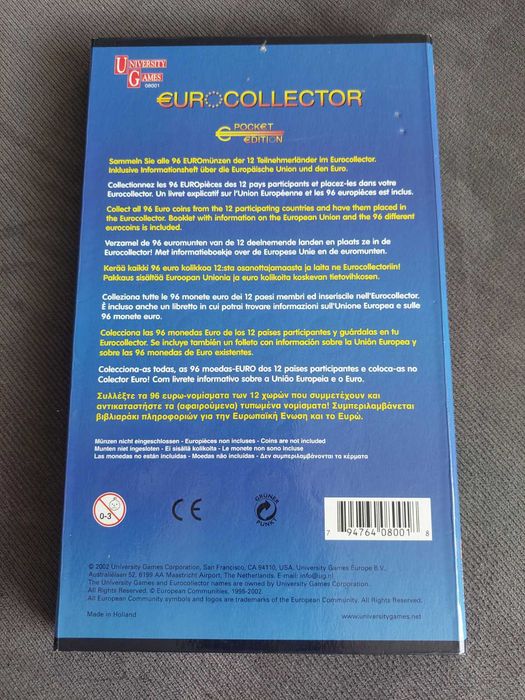 UNIVERSITY
GAMES
08001
€UROCOLLECTOR™
POCK€T
€DITION
Sammeln Sie alle 96 EUROmünzen der 12 Teilnehmerländer im Eurocollector.
Inklusive Informationsheft über die Europäische Union und den Euro.
Collectionnez les 96 EUROpièces des 12 pays participants et placez-les dans votre
Eurocollector. Un livret explicatif sur l'Union Européenne et les 96 europièces est inclus.
Collect all 96 Euro coins from the 12 participating countries and have them placed in
the Eurocollector. Booklet with information on the European Union and the 96 different
eurocoins is included.
Verzamel de 96 euromunten van de 12 deelnemende landen en plaats ze in de
Eurocollector! Met informatieboekje over de Europese Unie en de euromunten.
Kerää kaikki 96 euro kolikkoa 12:sta osanottajamaasta ja laita ne Eurocollectoriin!
Pakkaus sisältää Euroopan Unionia ja euro kolikoita koskevan tietovihkosen.
Colleziona tutte le 96 monete euro dei 12 paesi membri ed inseriscile nell'Eurocollector.
È incluso anche un libretto in cui potrai trovare informazioni sull'Unione Europea e sulle
96 monete euro.
Colecciona las 96 monedas Euro de los 12 países participantes y guárdalas en tu
Eurocollector. Se incluye también un folleto con información sobre la Unión Europea y
sobre las 96 monedas de Euro existentes.
Colecciona-as todas, as 96 moedas-EURO dos 12 países participantes e coloca-as no
Colector Euro! Com livrete informativo sobre a União Europeia e o Euro.
Συλλέξτε τα 96 ευρω-νομίσματα των 12 χωρών που συμμετέχουν και
αντικαταστήστε τα (αφαιρούμενα) τυπωμένα νομίσματα! Συμπεριλαμβάνεται
βιβλιαράκι πληροφοριών για την Ευρωπαϊκή Ενωση και το Ευρώ.
Münzen nicht eingeschlossen - Europièces non incluses - Coins are not included
Munten niet ingesloten - Ei sisällä kolikoita - Le monete non sono incluse
Las monedas no están incluídas - Moedas não incluídas - Δεν συμπεριλαμβάνονται τα κέρματα
0-3
CE
GRÜNER
PUNKT
7 94764 08001 8
© 2002 University Games Corporation, San Francisco, CA 94110, USA. University Games Europe B.V.,
Australiëlaan 52, 6199 AA Maastricht Airport, The Netherlands. E-mail: info@ug.nl
The University Games and Eurocollector names are owned by University Games Corporation.
All Rights Reserved. © European Communities, 1995-2002.
All European Community symbols and logos are trademarks of the European Community. All Rights Reserved.
Made in Holland
www.universitygames.net